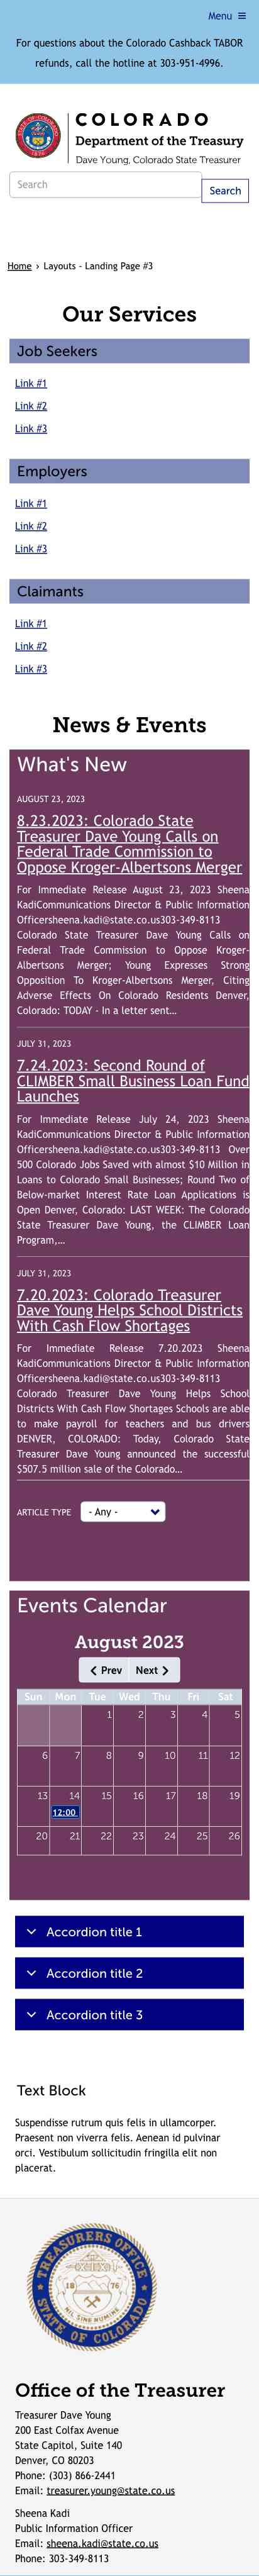 Menu ≡
For questions about the Colorado Cashback TABOR
refunds, call the hotline at 303-951-4996.
COLORADO
Department of the Treasury
Dave Young, Colorado State Treasurer
Search
Search
Home › Layouts - Landing Page #3
Our Services
Job Seekers
Link #1
Link #2
Link #3
Employers
Link #1
Link #2
Link #3
Claimants
Link #1
Link #2
Link #3
News & Events
What's New
AUGUST 23, 2023
8.23.2023: Colorado State
Treasurer Dave Young Calls on
Federal Trade Commission to
Oppose Kroger-Albertsons Merger
For Immediate Release August 23, 2023 Sheena
KadiCommunications Director & Public Information
Officersheena.kadi@state.co.us303-349-8113
Colorado State Treasurer Dave Young Calls on
Federal Trade Commission to Oppose Kroger-
Albertsons Merger; Young Expresses Strong
Opposition To Kroger-Albertsons Merger, Citing
Adverse Effects On Colorado Residents Denver,
Colorado: TODAY - In a letter sent…
JULY 31, 2023
7.24.2023: Second Round of
CLIMBER Small Business Loan Fund
Launches
For Immediate Release July 24, 2023 Sheena
KadiCommunications Director & Public Information
Officersheena.kadi@state.co.us303-349-8113 Over
500 Colorado Jobs Saved with almost $10 Million in
Loans to Colorado Small Businesses; Round Two of
Below-market Interest Rate Loan Applications is
Open Denver, Colorado: LAST WEEK: The Colorado
State Treasurer Dave Young, the CLIMBER Loan
Program,…
JULY 31, 2023
7.20.2023: Colorado Treasurer
Dave Young Helps School Districts
With Cash Flow Shortages
For Immediate Release 7.20.2023 Sheena
KadiCommunications Director & Public Information
Officersheena.kadi@state.co.us303-349-8113
Colorado Treasurer Dave Young Helps School
Districts With Cash Flow Shortages Schools are able
to make payroll for teachers and bus drivers
DENVER, COLORADO: Today, Colorado State
Treasurer Dave Young announced the successful
$507.5 million sale of the Colorado…
ARTICLE TYPE - Any -
Events Calendar
August 2023
Prev Next
Sun Mon Tue Wed Thu Fri Sat
1 2 3 4 5
6 7 8 9 10 11 12
13 14 15 16 17 18 19
12:00
20 21 22 23 24 25 26
Accordion title 1
Accordion title 2
Accordion title 3
Text Block
Suspendisse rutrum quis felis in ullamcorper.
Praesent non viverra felis. Aenean id pulvinar
orci. Vestibulum sollicitudin fringilla elit non
placerat.
TREASURERS OFFICE
18 76
NIL SINE NUMINE
STATE OF COLORADO
Office of the Treasurer
Treasurer Dave Young
200 East Colfax Avenue
State Capitol, Suite 140
Denver, CO 80203
Phone: (303) 866-2441
Email: treasurer.young@state.co.us
Sheena Kadi
Public Information Officer
Email: sheena.kadi@state.co.us
Phone: 303-349-8113